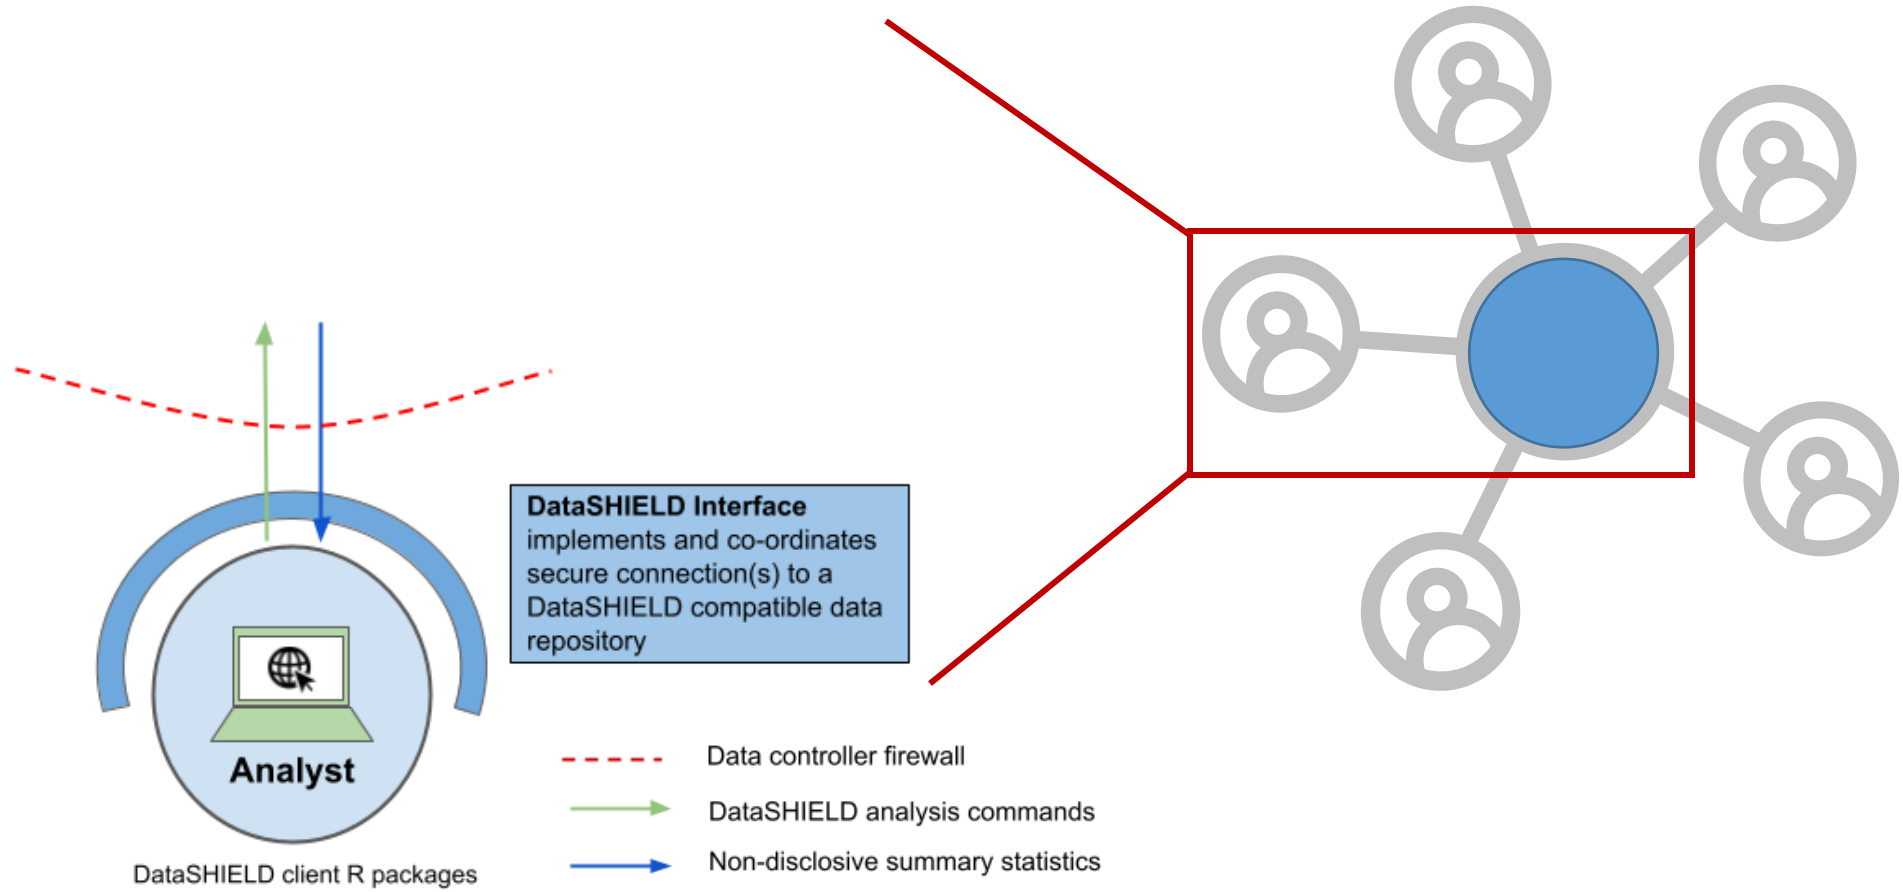 DataSHIELD Interface
implements and co-ordinates
secure connection(s) to a
DataSHIELD compatible data
repository
Analyst
DataSHIELD client R packages
Data controller firewall
DataSHIELD analysis commands
Non-disclosive summary statistics